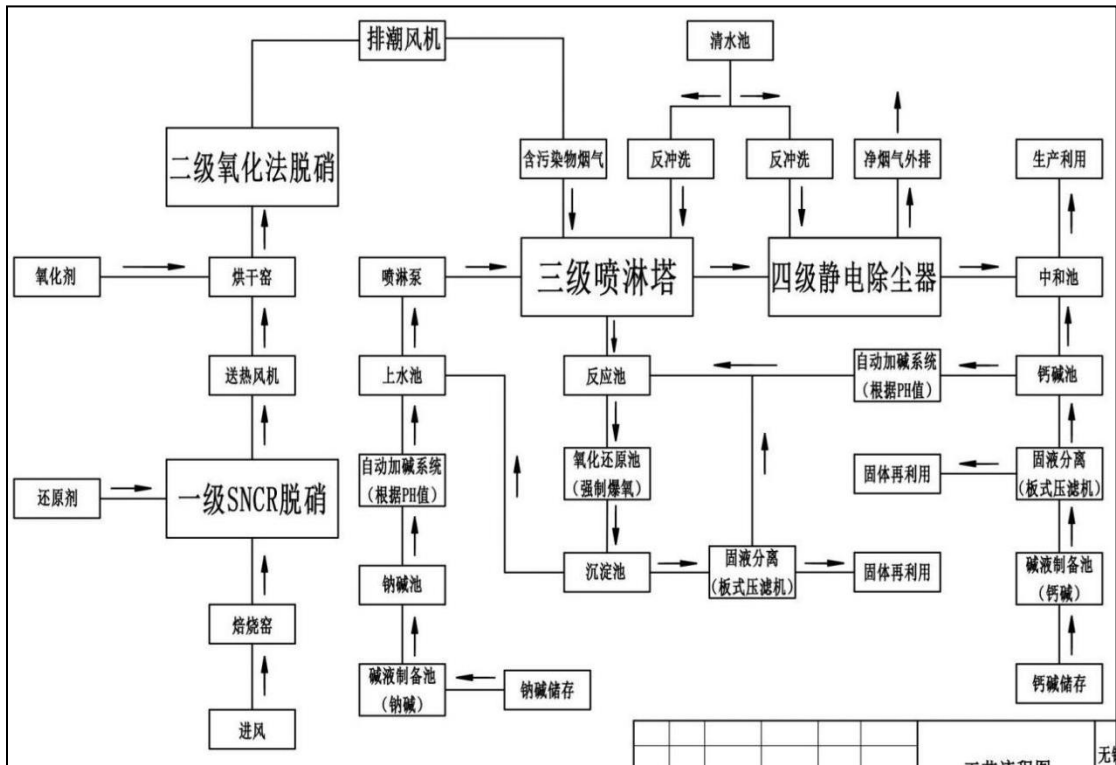 排潮风机
清水池
二级氧化法脱硝
含污染物烟气
反冲洗
反冲洗
净烟气外排
生产利用
氧化剂
烘干窑
喷淋泵
三级喷淋塔
四级静电除尘器
中和池
送热风机
上水池
反应池
自动加碱系统
(根据PH值)
钙碱池
还原剂
一级SNCR脱硝
自动加碱系统
(根据PH值)
氧化还原池
(强制爆氧)
固体再利用
固液分离
(板式压滤机)
钠碱池
沉淀池
固液分离
(板式压滤机)
固体再利用
碱液制备池
(钙碱)
焙烧窑
碱液制备池
(钠碱)
钠碱储存
钙碱储存
进风